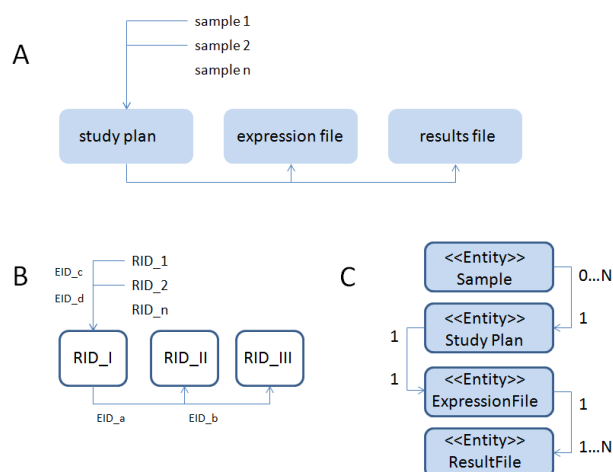 A
sample 1
sample 2
sample n
study plan
expression file
results file
B
EID_c
EID_d
RID_1
RID_2
RID_n
RID_I
RID_II
RID_III
EID_a
EID_b
C
<<Entity>>
Sample
0...N
1
<<Entity>>
Study Plan
1
1
<<Entity>>
ExpressionFile
1
1...N
<<Entity>>
ResultFile